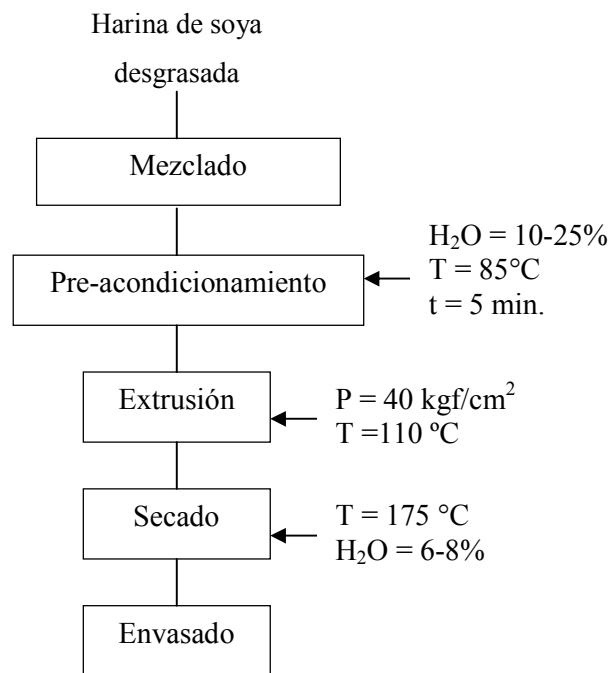 Harina de soya
desgrasada
Mezclado
Pre-acondicionamiento
H₂O = 10-25%
T = 85°C
t = 5 min.
Extrusión
P = 40 kgf/cm²
T =110 ºC
Secado
T = 175 °C
H₂O = 6-8%
Envasado